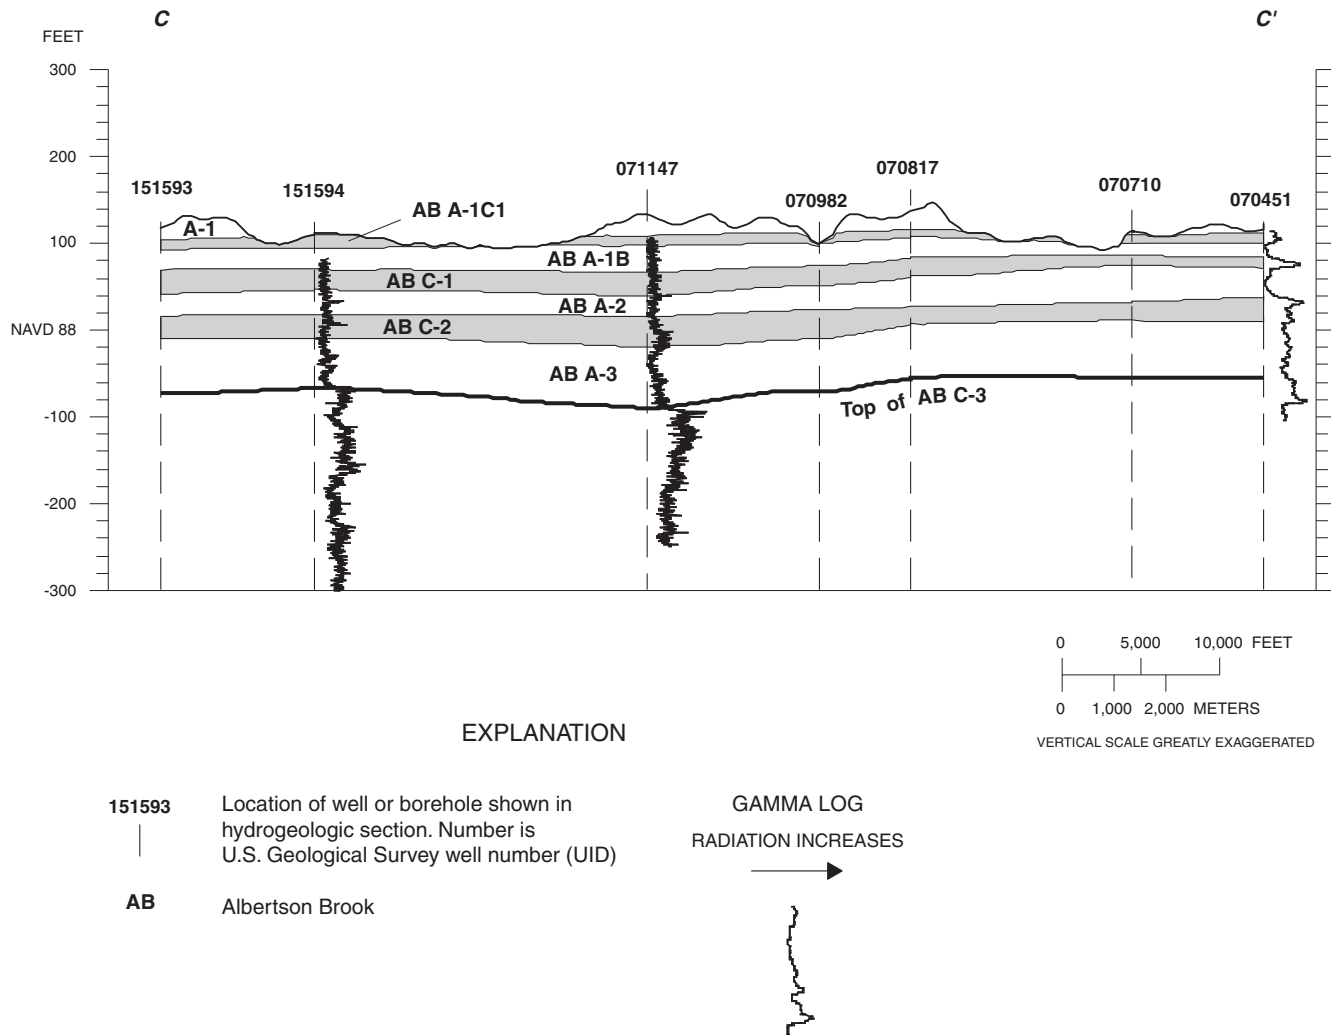 C C'
FEET
300
200
100
NAVD 88
-100
-200
-300
151593
151594
071147
070982
070817
070710
070451
A-1
AB A-1C1
AB A-1B
AB C-1
AB A-2
AB C-2
AB A-3
Top of AB C-3
0 5,000 10,000 FEET
0 1,000 2,000 METERS
VERTICAL SCALE GREATLY EXAGGERATED
EXPLANATION
151593
Location of well or borehole shown in
hydrogeologic section. Number is
U.S. Geological Survey well number (UID)
AB Albertson Brook
GAMMA LOG
RADIATION INCREASES